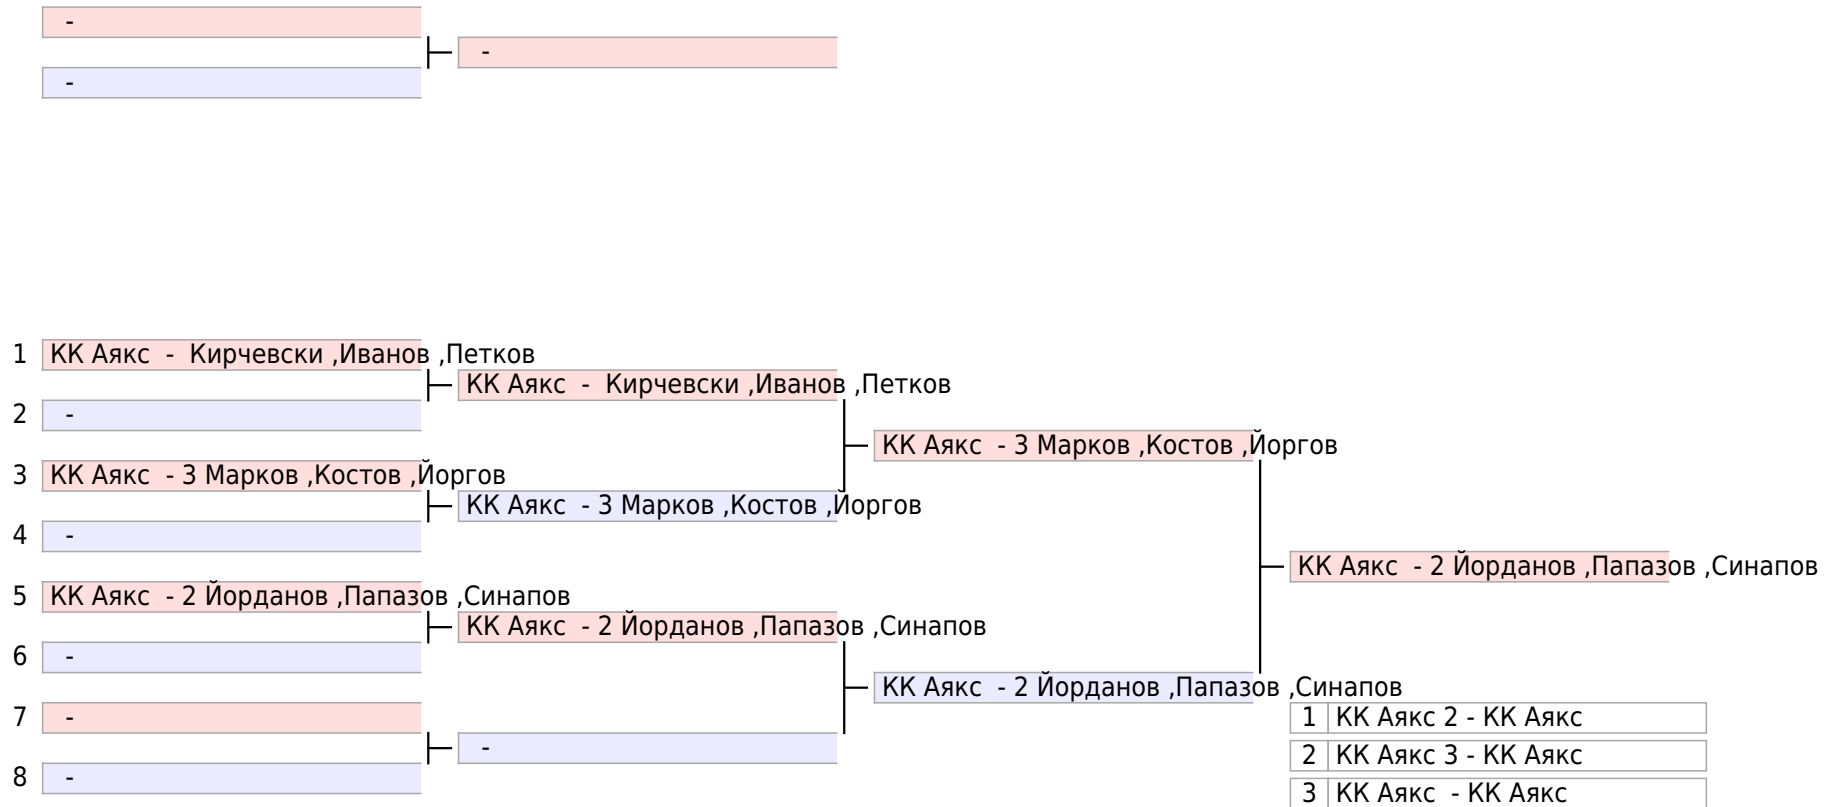 -
-
-
1 КК Аякс - Кирчевски ,Иванов ,Петков
КК Аякс - Кирчевски ,Иванов ,Петков
2 -
КК Аякс - 3 Марков ,Костов ,Йоргов
3 КК Аякс - 3 Марков ,Костов ,Йоргов
КК Аякс - 3 Марков ,Костов ,Йоргов
4 -
КК Аякс - 2 Йорданов ,Папазов ,Синапов
5 КК Аякс - 2 Йорданов ,Папазов ,Синапов
КК Аякс - 2 Йорданов ,Папазов ,Синапов
6 -
КК Аякс - 2 Йорданов ,Папазов ,Синапов
7 -
1 КК Аякс 2 - КК Аякс
-
2 КК Аякс 3 - КК Аякс
8 -
3 КК Аякс - КК Аякс